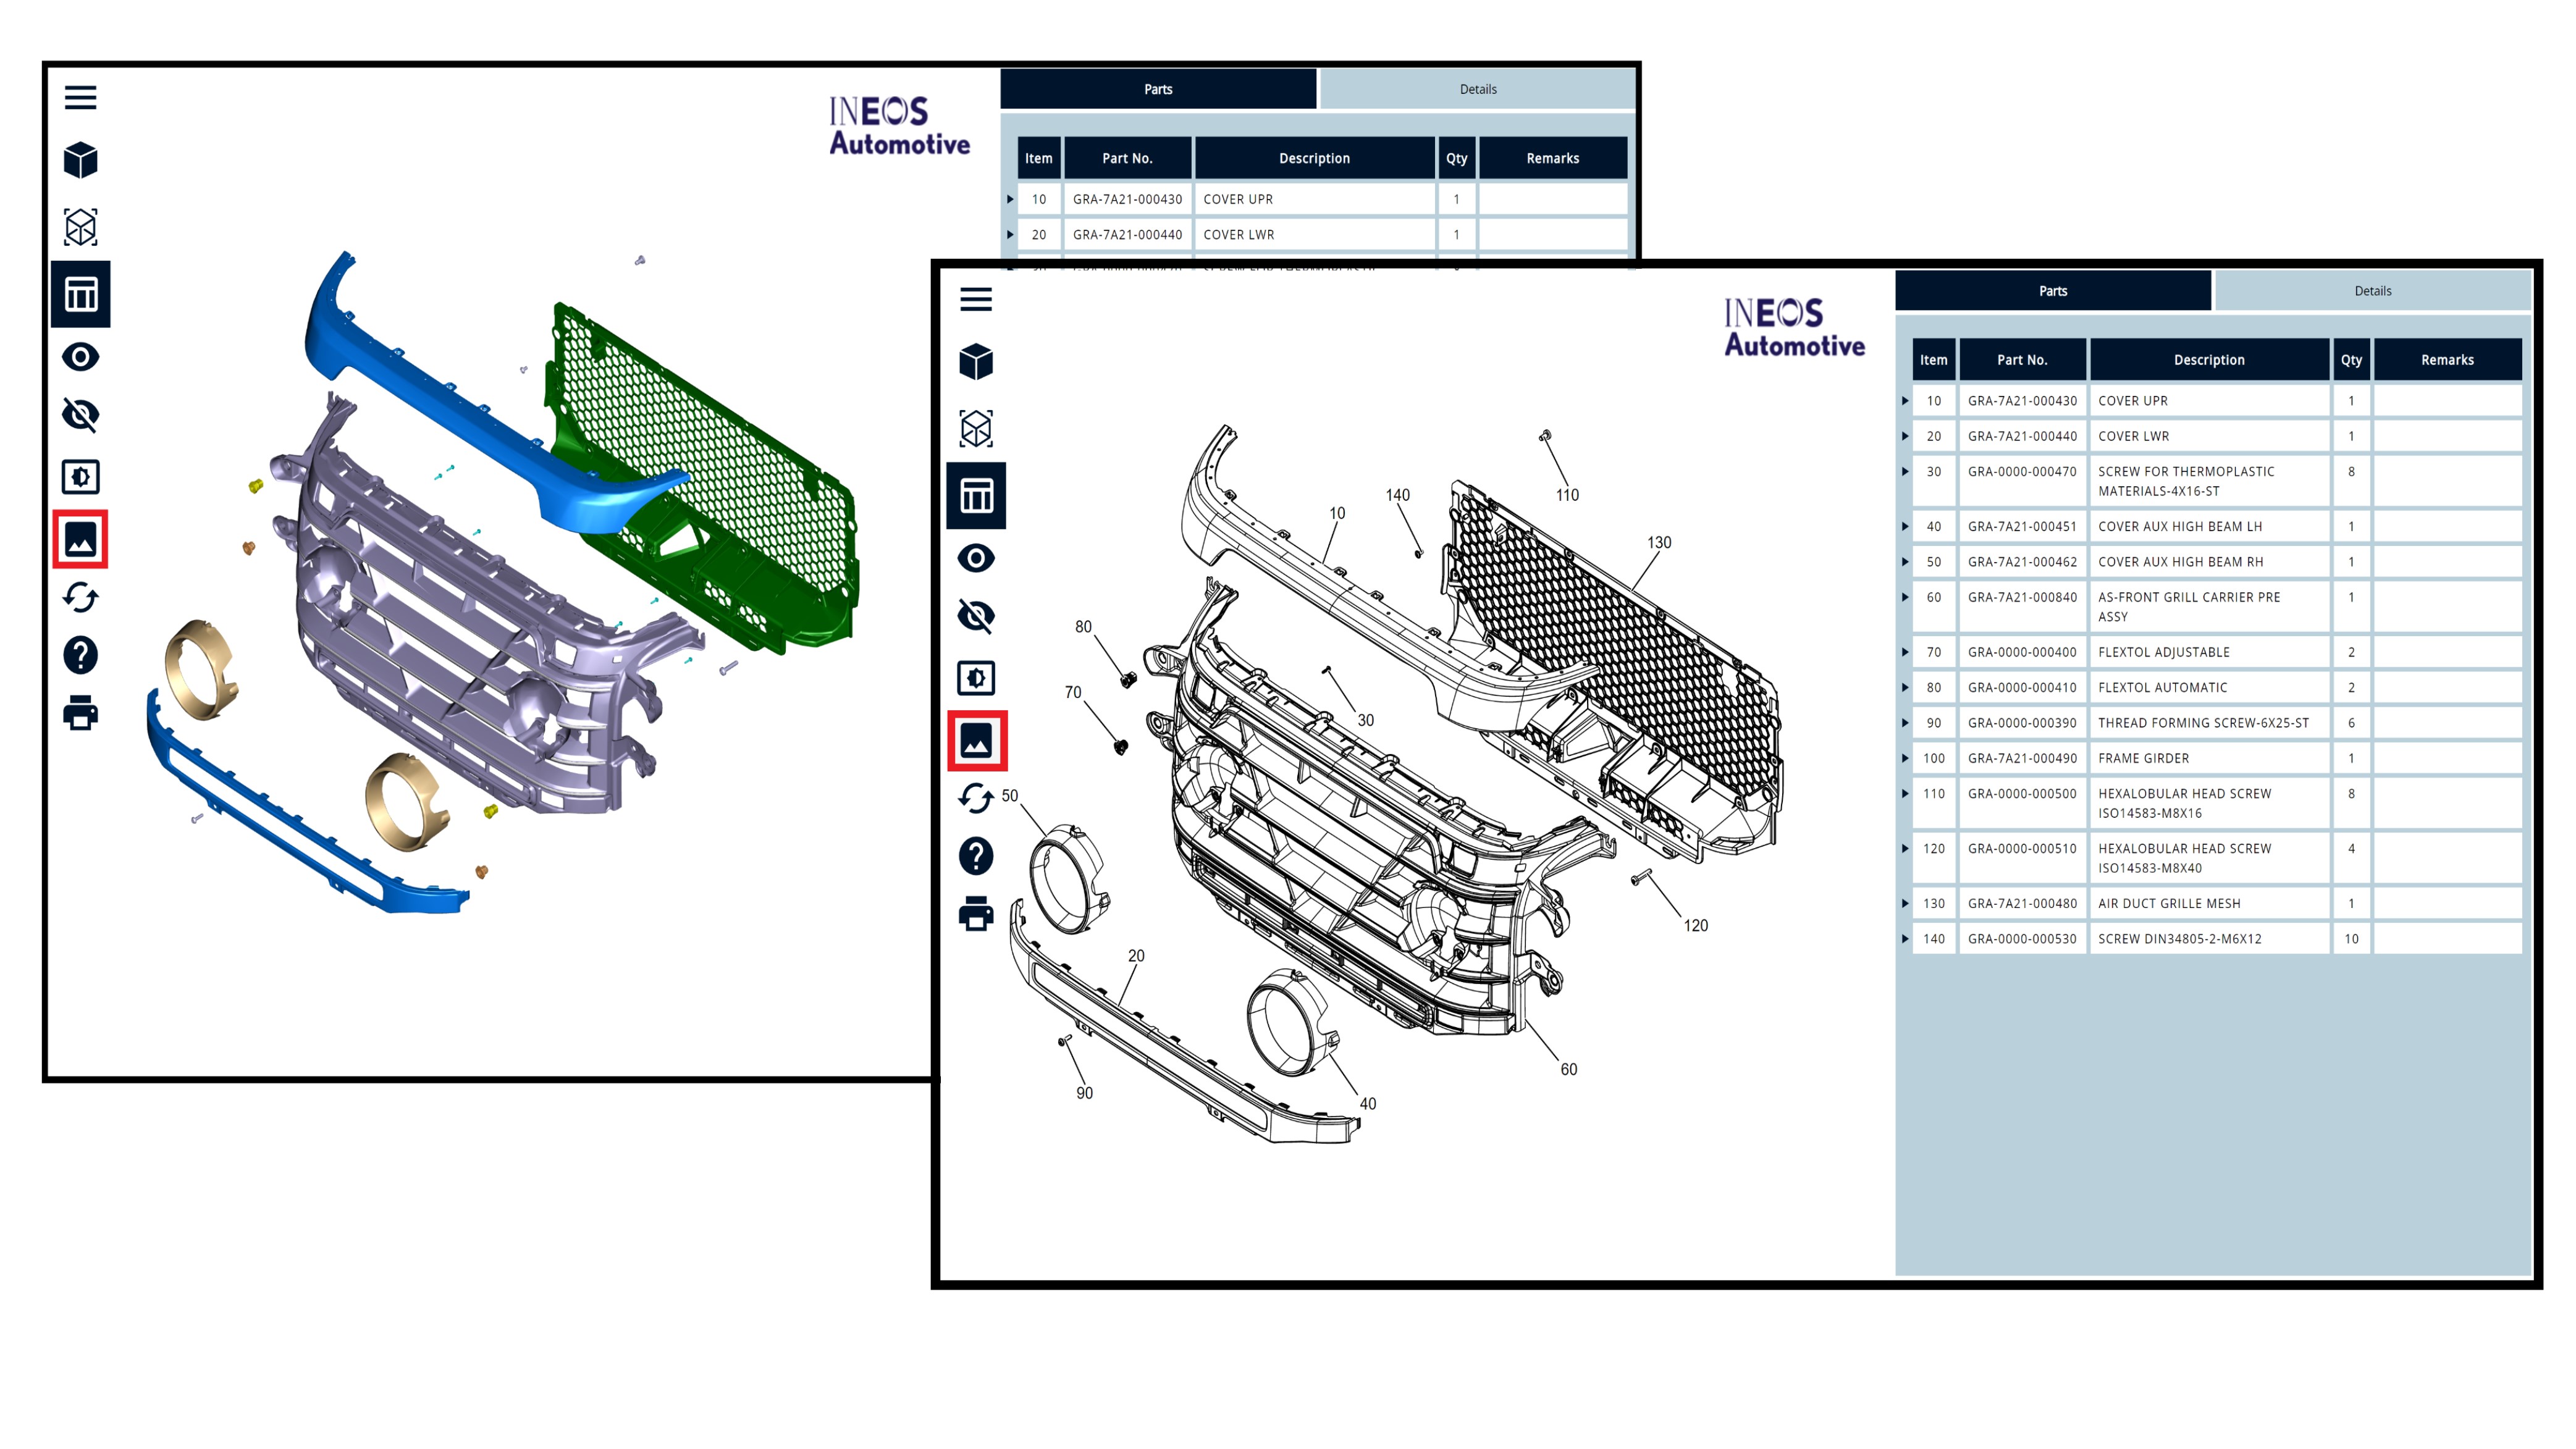 INEOS
Automotive
Parts Details
Item Part No. Description Qty Remarks
10 GRA-7A21-000430 COVER UPR 1
20 GRA-7A21-000440 COVER LWR 1
INEOS
Automotive
110
140
10
130
80
70
30
50
120
20
60
90
40
Parts Details
Item Part No. Description Qty Remarks
10 GRA-7A21-000430 COVER UPR 1
20 GRA-7A21-000440 COVER LWR 1
30 GRA-0000-000470 SCREW FOR THERMOPLASTIC 8
MATERIALS-4X16-ST
40 GRA-7A21-000451 COVER AUX HIGH BEAM LH 1
50 GRA-7A21-000462 COVER AUX HIGH BEAM RH 1
60 GRA-7A21-000840 AS-FRONT GRILL CARRIER PRE 1
ASSY
70 GRA-0000-000400 FLEXTOL ADJUSTABLE 2
80 GRA-0000-000410 FLEXTOL AUTOMATIC 2
90 GRA-0000-000390 THREAD FORMING SCREW-6X25-ST 6
100 GRA-7A21-000490 FRAME GIRDER 1
110 GRA-0000-000500 HEXALOBULAR HEAD SCREW 8
ISO14583-M8X16
120 GRA-0000-000510 HEXALOBULAR HEAD SCREW 4
ISO14583-M8X40
130 GRA-7A21-000480 AIR DUCT GRILLE MESH 1
140 GRA-0000-000530 SCREW DIN34805-2-M6X12 10